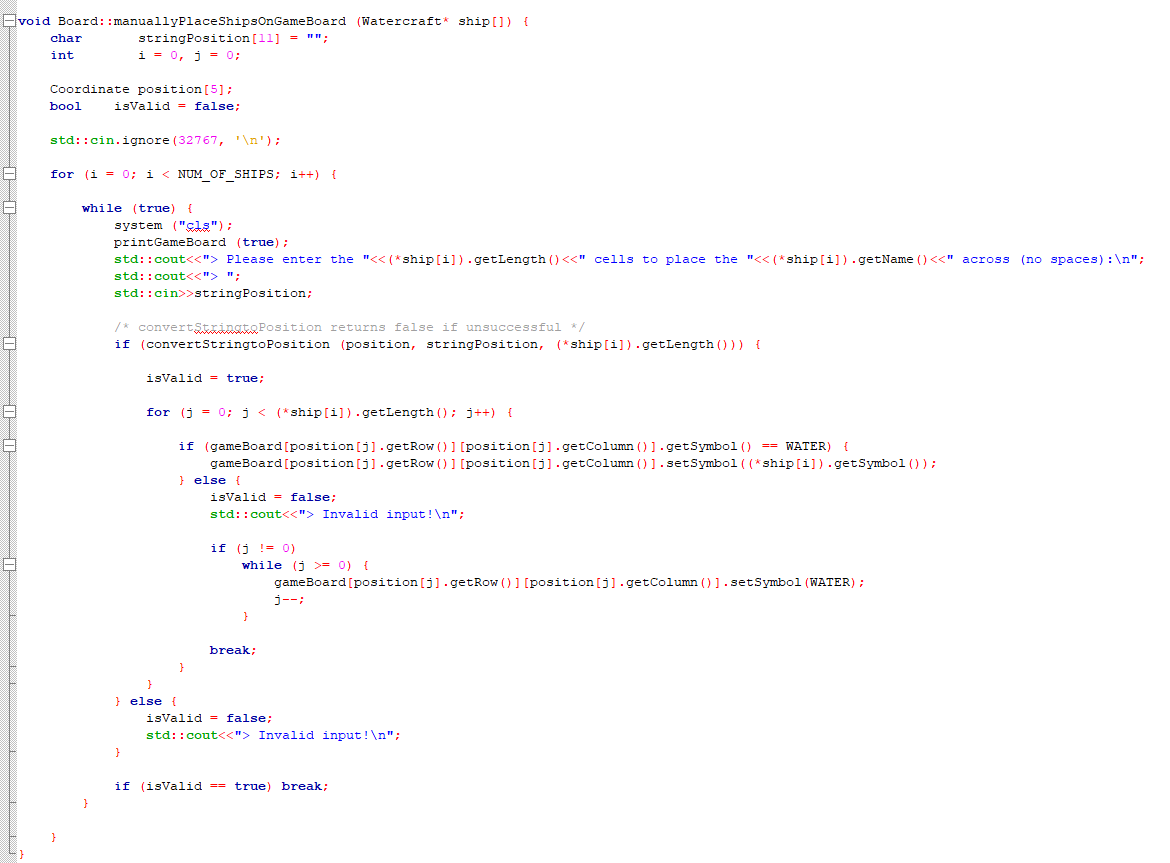 void Board::manuallyPlaceShipsOnGameBoard (Watercraft* ship[]) {
    char       stringPosition[11] = "";
    int        i = 0, j = 0;

    Coordinate position[5];
    bool    isValid = false;

    std::cin.ignore(32767, '\n');

    for (i = 0; i < NUM_OF_SHIPS; i++) {

        while (true) {
            system ("cls");
            printGameBoard (true);
            std::cout<<"> Please enter the "<<(*ship[i]).getLength()<<" cells to place the "<<(*ship[i]).getName()<<" across (no spaces):\n";
            std::cout<<"> ";
            std::cin>>stringPosition;

            /* convertStringtoPosition returns false if unsuccessful */
            if (convertStringtoPosition (position, stringPosition, (*ship[i]).getLength())) {

                isValid = true;

                for (j = 0; j < (*ship[i]).getLength(); j++) {

                    if (gameBoard[position[j].getRow()][position[j].getColumn()].getSymbol() == WATER) {
                        gameBoard[position[j].getRow()][position[j].getColumn()].setSymbol((*ship[i]).getSymbol());
                    } else {
                        isValid = false;
                        std::cout<<"> Invalid input!\n";

                        if (j != 0)
                            while (j >= 0) {
                                gameBoard[position[j].getRow()][position[j].getColumn()].setSymbol(WATER);
                                j--;
                            }

                        break;
                    }
                }
            } else {
                isValid = false;
                std::cout<<"> Invalid input!\n";
            }

            if (isValid == true) break;
        }

    }
}